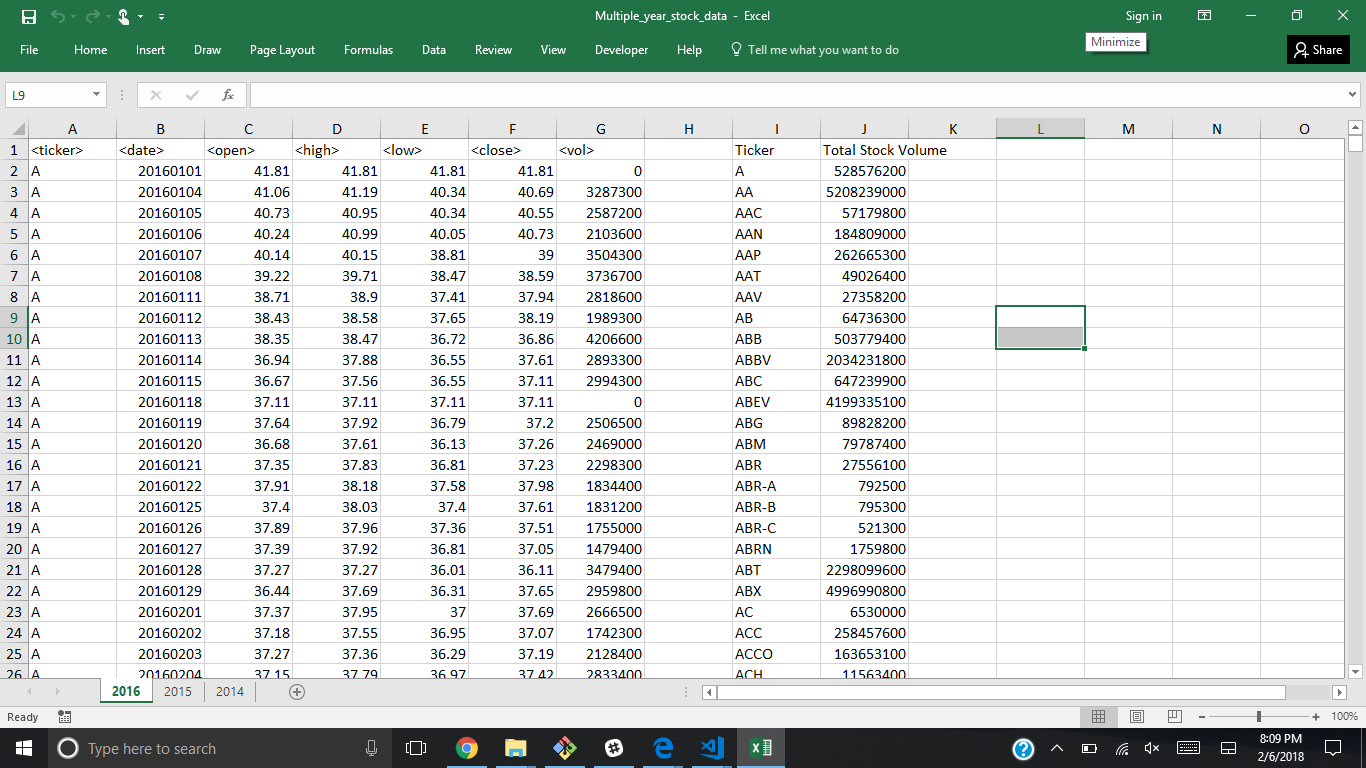 Multiple_year_stock_data - Excel
Sign in
File Home Insert Draw Page Layout Formulas Data Review View Developer Help Tell me what you want to do
Minimize
Share
L9
fx
A B C D E F G H I J K L M N O
1 <ticker> <date> <open> <high> <low> <close> <vol> Ticker Total Stock Volume
2 A 20160101 41.81 41.81 41.81 41.81 0 A 528576200
3 A 20160104 41.06 41.19 40.34 40.69 3287300 AA 5208239000
4 A 20160105 40.73 40.95 40.34 40.55 2587200 AAC 57179800
5 A 20160106 40.24 40.99 40.05 40.73 2103600 AAN 184809000
6 A 20160107 40.14 40.15 38.81 39 3504300 AAP 262665300
7 A 20160108 39.22 39.71 38.47 38.59 3736700 AAT 49026400
8 A 20160111 38.71 38.9 37.41 37.94 2818600 AAV 27358200
9 A 20160112 38.43 38.58 37.65 38.19 1989300 AB 64736300
10 A 20160113 38.35 38.47 36.72 36.86 4206600 ABB 503779400
11 A 20160114 36.94 37.88 36.55 37.61 2893300 ABBV 2034231800
12 A 20160115 36.67 37.56 36.55 37.11 2994300 ABC 647239900
13 A 20160118 37.11 37.11 37.11 37.11 0 ABEV 4199335100
14 A 20160119 37.64 37.92 36.79 37.2 2506500 ABG 89828200
15 A 20160120 36.68 37.61 36.13 37.26 2469000 ABM 79787400
16 A 20160121 37.35 37.83 36.81 37.23 2298300 ABR 27556100
17 A 20160122 37.91 38.18 37.58 37.98 1834400 ABR-A 792500
18 A 20160125 37.4 38.03 37.4 37.61 1831200 ABR-B 795300
19 A 20160126 37.89 37.96 37.36 37.51 1755000 ABR-C 521300
20 A 20160127 37.39 37.92 36.81 37.05 1479400 ABRN 1759800
21 A 20160128 37.27 37.27 36.01 36.11 3479400 ABT 2298099600
22 A 20160129 36.44 37.69 36.31 37.65 2959800 ABX 4996990800
23 A 20160201 37.37 37.95 37 37.69 2666500 AC 6530000
24 A 20160202 37.18 37.55 36.95 37.07 1742300 ACC 258457600
25 A 20160203 37.27 37.36 36.29 37.19 2128400 ACCO 163653100
26 A 20160204 37.15 37.79 36.97 37.42 2833400 ACH 11563400
2016 2015 2014
Ready
100%
Type here to search
8:09 PM
2/6/2018